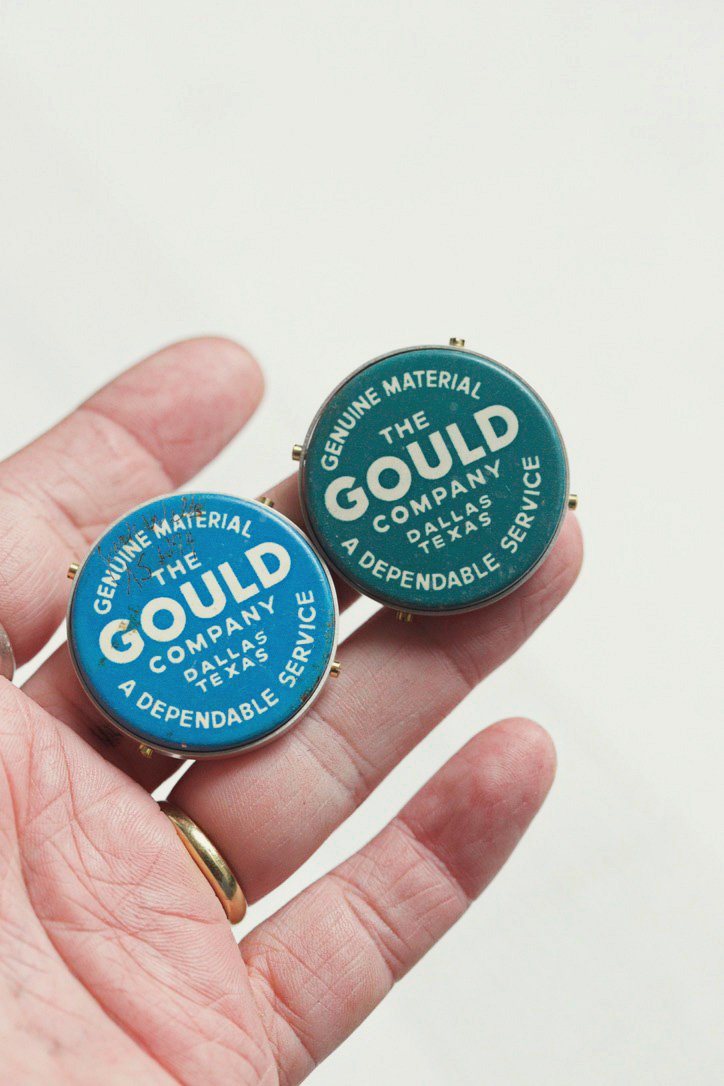 GENUINE MATERIAL
THE
GOULD
COMPANY
DALLAS
TEXAS
A DEPENDABLE SERVICE
GENUINE MATERIAL
THE
GOULD
COMPANY
DALLAS
TEXAS
A DEPENDABLE SERVICE